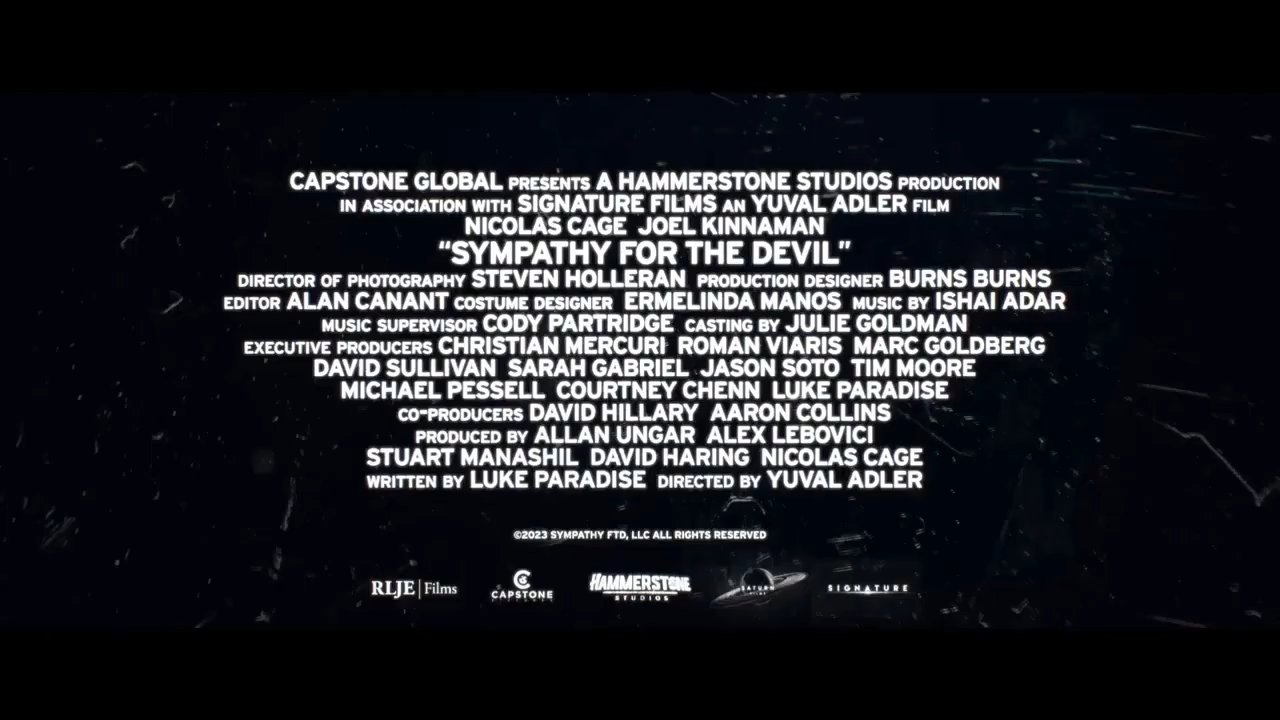 CAPSTONE GLOBAL PRESENTS A HAMMERSTONE STUDIOS PRODUCTION
IN ASSOCIATION WITH SIGNATURE FILMS AN YUVAL ADLER FILM
NICOLAS CAGE JOEL KINNAMAN
“SYMPATHY FOR THE DEVIL”
DIRECTOR OF PHOTOGRAPHY STEVEN HOLLERAN PRODUCTION DESIGNER BURNS BURNS
EDITOR ALAN CANANT COSTUME DESIGNER ERMELINDA MANOS MUSIC BY ISHAI ADAR
MUSIC SUPERVISOR CODY PARTRIDGE CASTING BY JULIE GOLDMAN
EXECUTIVE PRODUCERS CHRISTIAN MERCURI ROMAN VIARIS MARC GOLDBERG
DAVID SULLIVAN SARAH GABRIEL JASON SOTO TIM MOORE
MICHAEL PESSELL COURTNEY CHENN LUKE PARADISE
CO-PRODUCERS DAVID HILLARY AARON COLLINS
PRODUCED BY ALLAN UNGAR ALEX LEBOVICI
STUART MANASHIL DAVID HARING NICOLAS CAGE
WRITTEN BY LUKE PARADISE DIRECTED BY YUVAL ADLER
©2023 SYMPATHY FTD, LLC ALL RIGHTS RESERVED
RLJE Films CAPSTONE HAMMERSTONE STUDIOS SATURN SIGNATURE